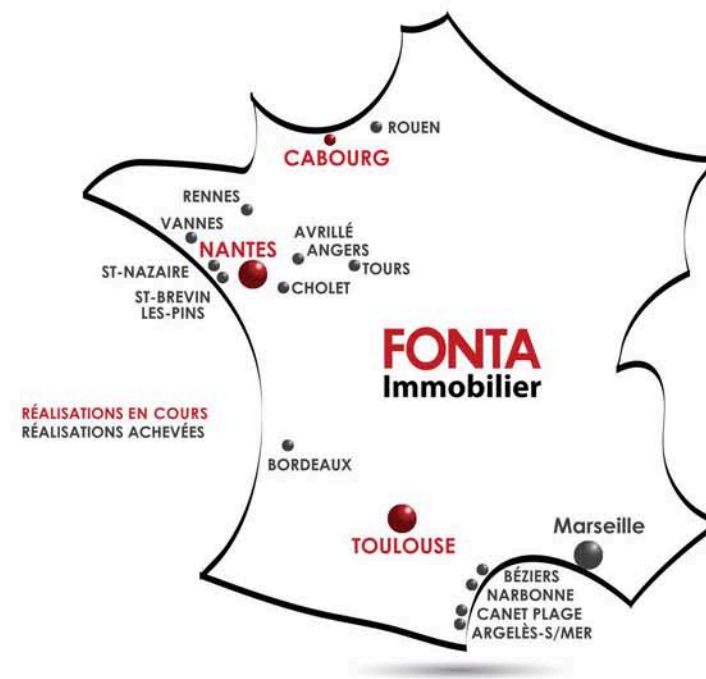 ROUEN
CABOURG
RENNES
VANNES
AVRILLÉ
NANTES
ANGERS
ST-NAZAIRE
TOURS
CHOLET
ST-BREVIN
LES-PINS
FONTA
Immobilier
RÉALISATIONS EN COURS
RÉALISATIONS ACHEVÉES
BORDEAUX
Marseille
TOULOUSE
BÉZIERS
NARBONNE
CANET PLAGE
ARGELÈS-S/MER